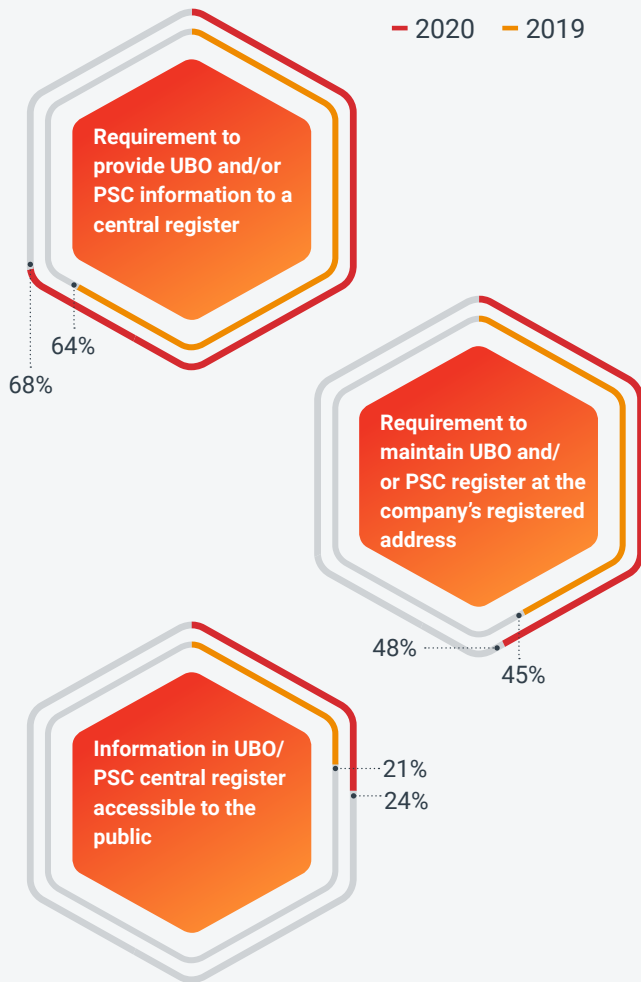 2020
2019
Requirement to
provide UBO and/or
PSC information to a
central register
64%
68%
Requirement to
maintain UBO and/
or PSC register at the
company’s registered
address
48%
45%
Information in UBO/
PSC central register
accessible to the
public
21%
24%